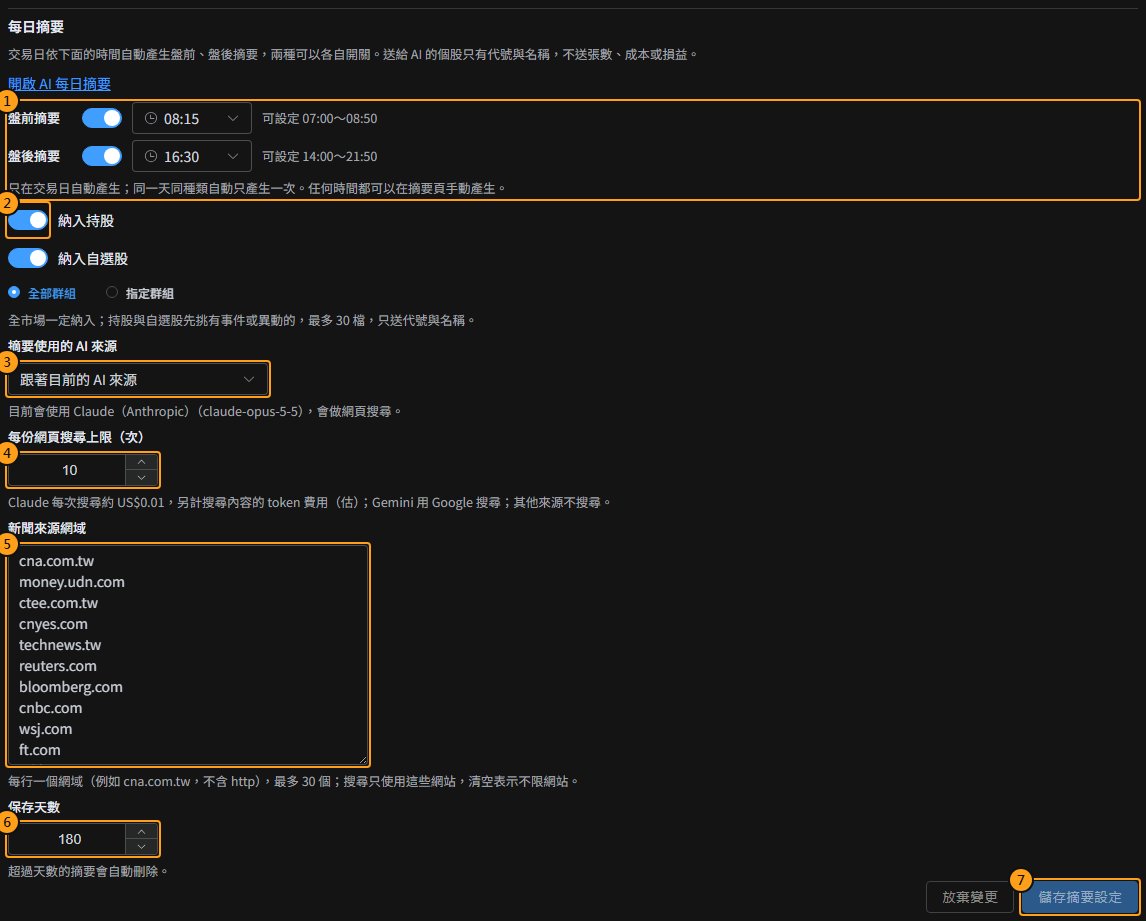 每日摘要
交易日依下面的時間自動產生盤前、盤後摘要，兩種可以各自開關。送給 AI 的個股只有代號與名稱，不送張數、成本或損益。
開啟 AI 每日摘要
1
盤前摘要 08:15 可設定 07:00～08:50
盤後摘要 16:30 可設定 14:00～21:50
只在交易日自動產生；同一天同種類自動只產生一次。任何時間都可以在摘要頁手動產生。
2
納入持股
納入自選股
全部群組 指定群組
全市場一定納入；持股與自選股先挑有事件或異動的，最多 30 檔，只送代號與名稱。
摘要使用的 AI 來源
3
跟著目前的 AI 來源
目前會使用 Claude（Anthropic）（claude-opus-5-5），會做網頁搜尋。
每份網頁搜尋上限（次）
4
10
Claude 每次搜尋約 US$0.01，另計搜尋內容的 token 費用（估）；Gemini 用 Google 搜尋；其他來源不搜尋。
新聞來源網域
5
cna.com.tw
money.udn.com
ctee.com.tw
cnyes.com
technews.tw
reuters.com
bloomberg.com
cnbc.com
wsj.com
ft.com
每行一個網域（例如 cna.com.tw，不含 http），最多 30 個；搜尋只使用這些網站，清空表示不限網站。
保存天數
6
180
超過天數的摘要會自動刪除。
7
放棄變更 儲存摘要設定